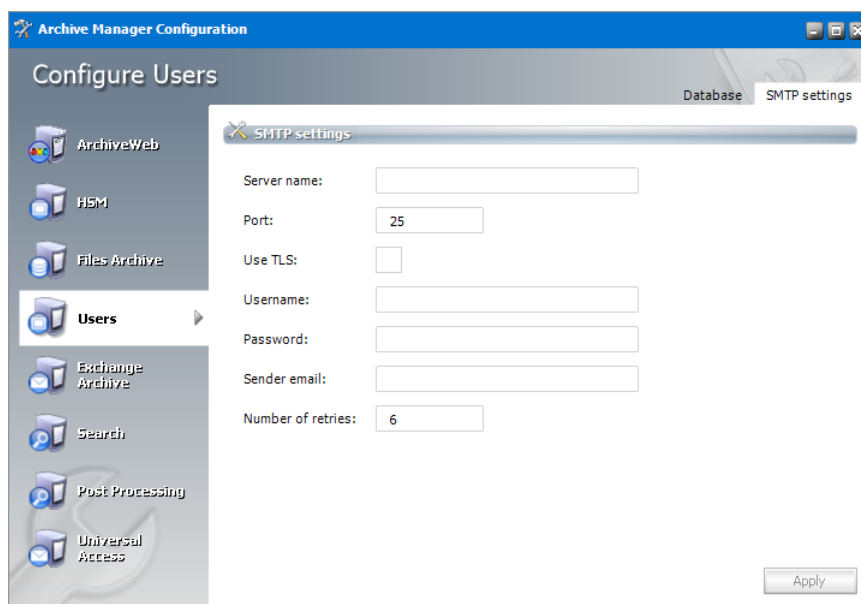 Archive Manager Configuration
Configure Users
Database SMTP settings
ArchiveWeb
HSM
Files Archive
Users
Exchange
Archive
Search
Post Processing
Universal
Access
SMTP settings
Server name:
Port: 25
Use TLS:
Username:
Password:
Sender email:
Number of retries: 6
Apply